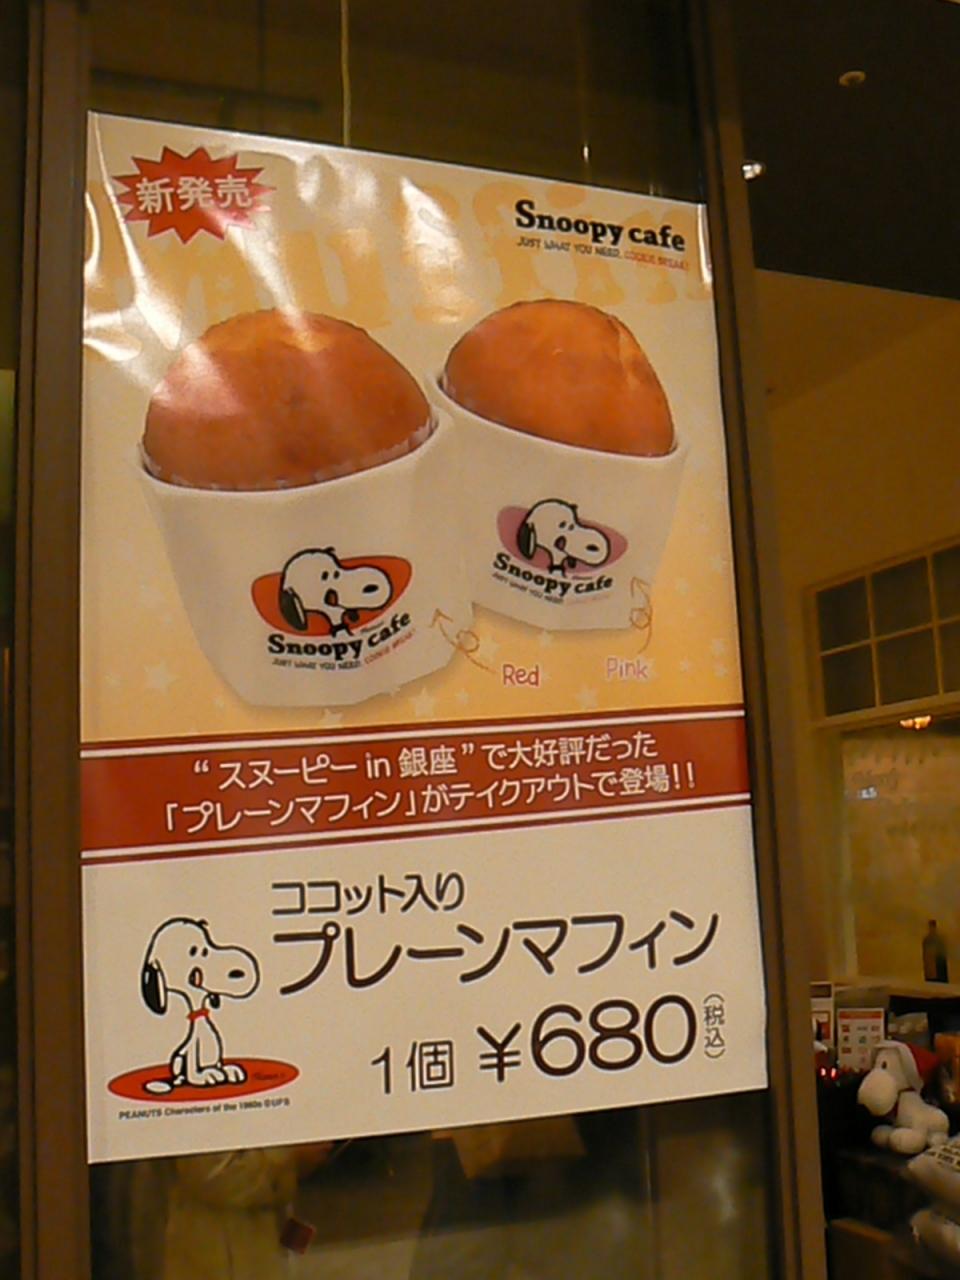 新発売
Snoopy cafe
JUST WHAT YOU NEED, COOKIE BREAK!
muffin
Snoopy cafe
JUST WHAT YOU NEED, COOKIE BREAK!
Snoopy cafe
JUST WHAT YOU NEED,
Red
Pink
“スヌーピー in 銀座”で大好評だった
「プレーンマフィン」がテイクアウトで登場!!
ココット入り
プレーンマフィン
1個 ¥680(税込)
PEANUTS Characters of the 1960s ©UFS